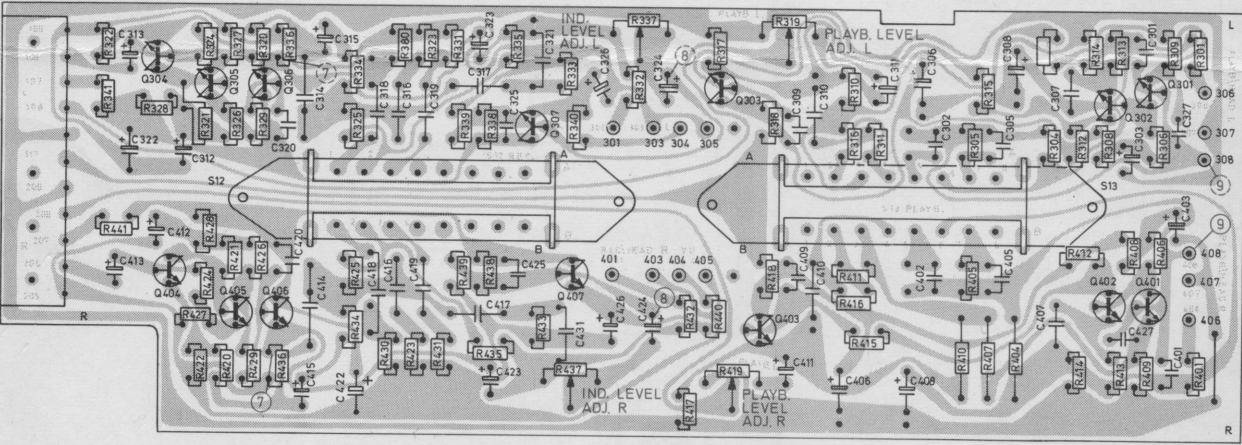 IND. LEVEL ADJ. L
PLAYB. LEVEL ADJ. L
L
C313
R322
R324
R327
R320
R316
C315
R330
R323
R331
C323
R335
C321
R337
R319
R317
C306
C308
R314
R313
C301
R309
R301
Q304
Q305
Q306
7
R334
C317
R333
C326
R332
C324
8
Q303
R310
C311
R315
C307
Q302
Q301
306
R341
R328
R321
R326
R329
C314
C320
R325
C318
C316
C319
R339
R338
C325
Q307
R340
R318
C309
C310
C327
307
C322
C312
301
303
304
305
R316
R311
C302
R305
C305
R304
R312
R308
C303
R306
308
S12
A
A
S13
9
B
B
R441
C412
R428
R421
R426
C420
C403
9
C413
Q404
R424
Q405
Q406
C414
R425
C418
C416
C419
R439
R438
C425
Q407
401
403
404
405
R418
C409
C410
R411
R416
C402
R405
C405
R412
R408
R406
408
407
Q402
Q401
R427
R434
C417
R433
C431
C426
C424
8
R432
R440
Q403
R415
C407
C427
406
R
R422
R420
R429
R436
C415
C422
R430
R423
R431
R435
C423
R437
R419
C411
C406
C408
R410
R407
R404
R414
R413
R409
C401
R401
7
IND. LEVEL
ADJ. R
R417
PLAYB.
LEVEL
ADJ. R
R